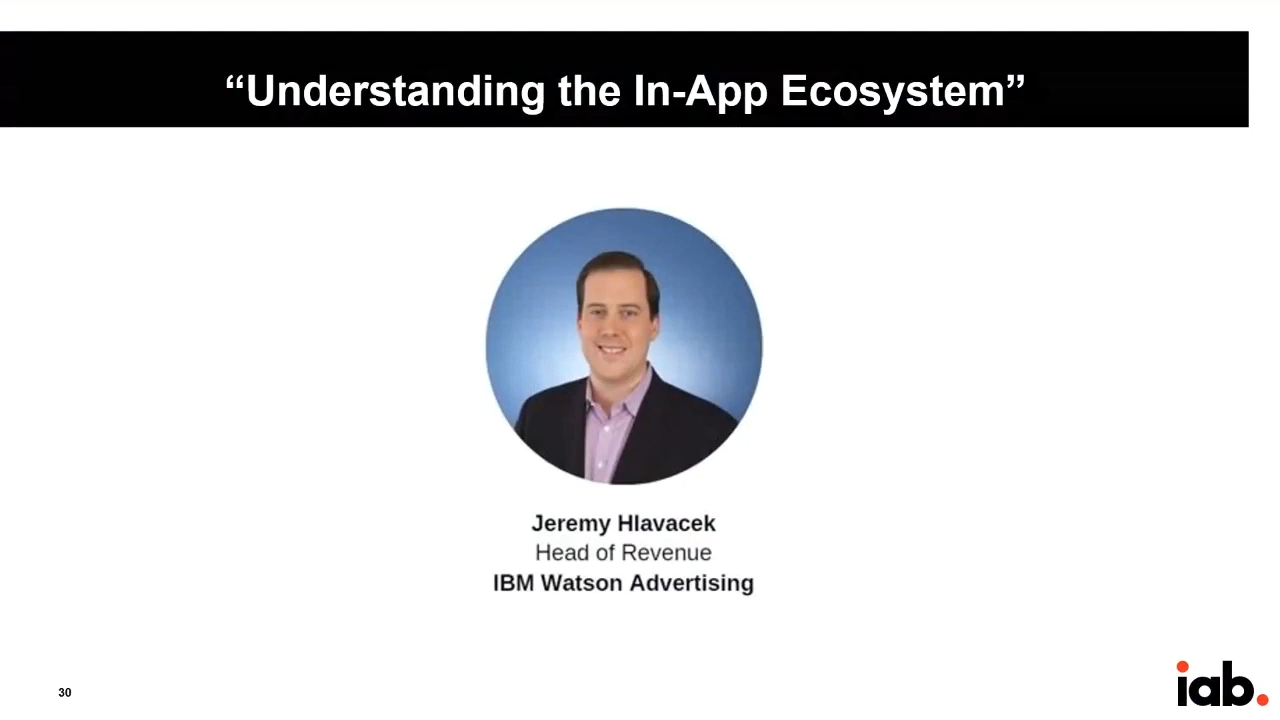 “Understanding the In-App Ecosystem”
Jeremy Hlavacek
Head of Revenue
IBM Watson Advertising
30
iab.